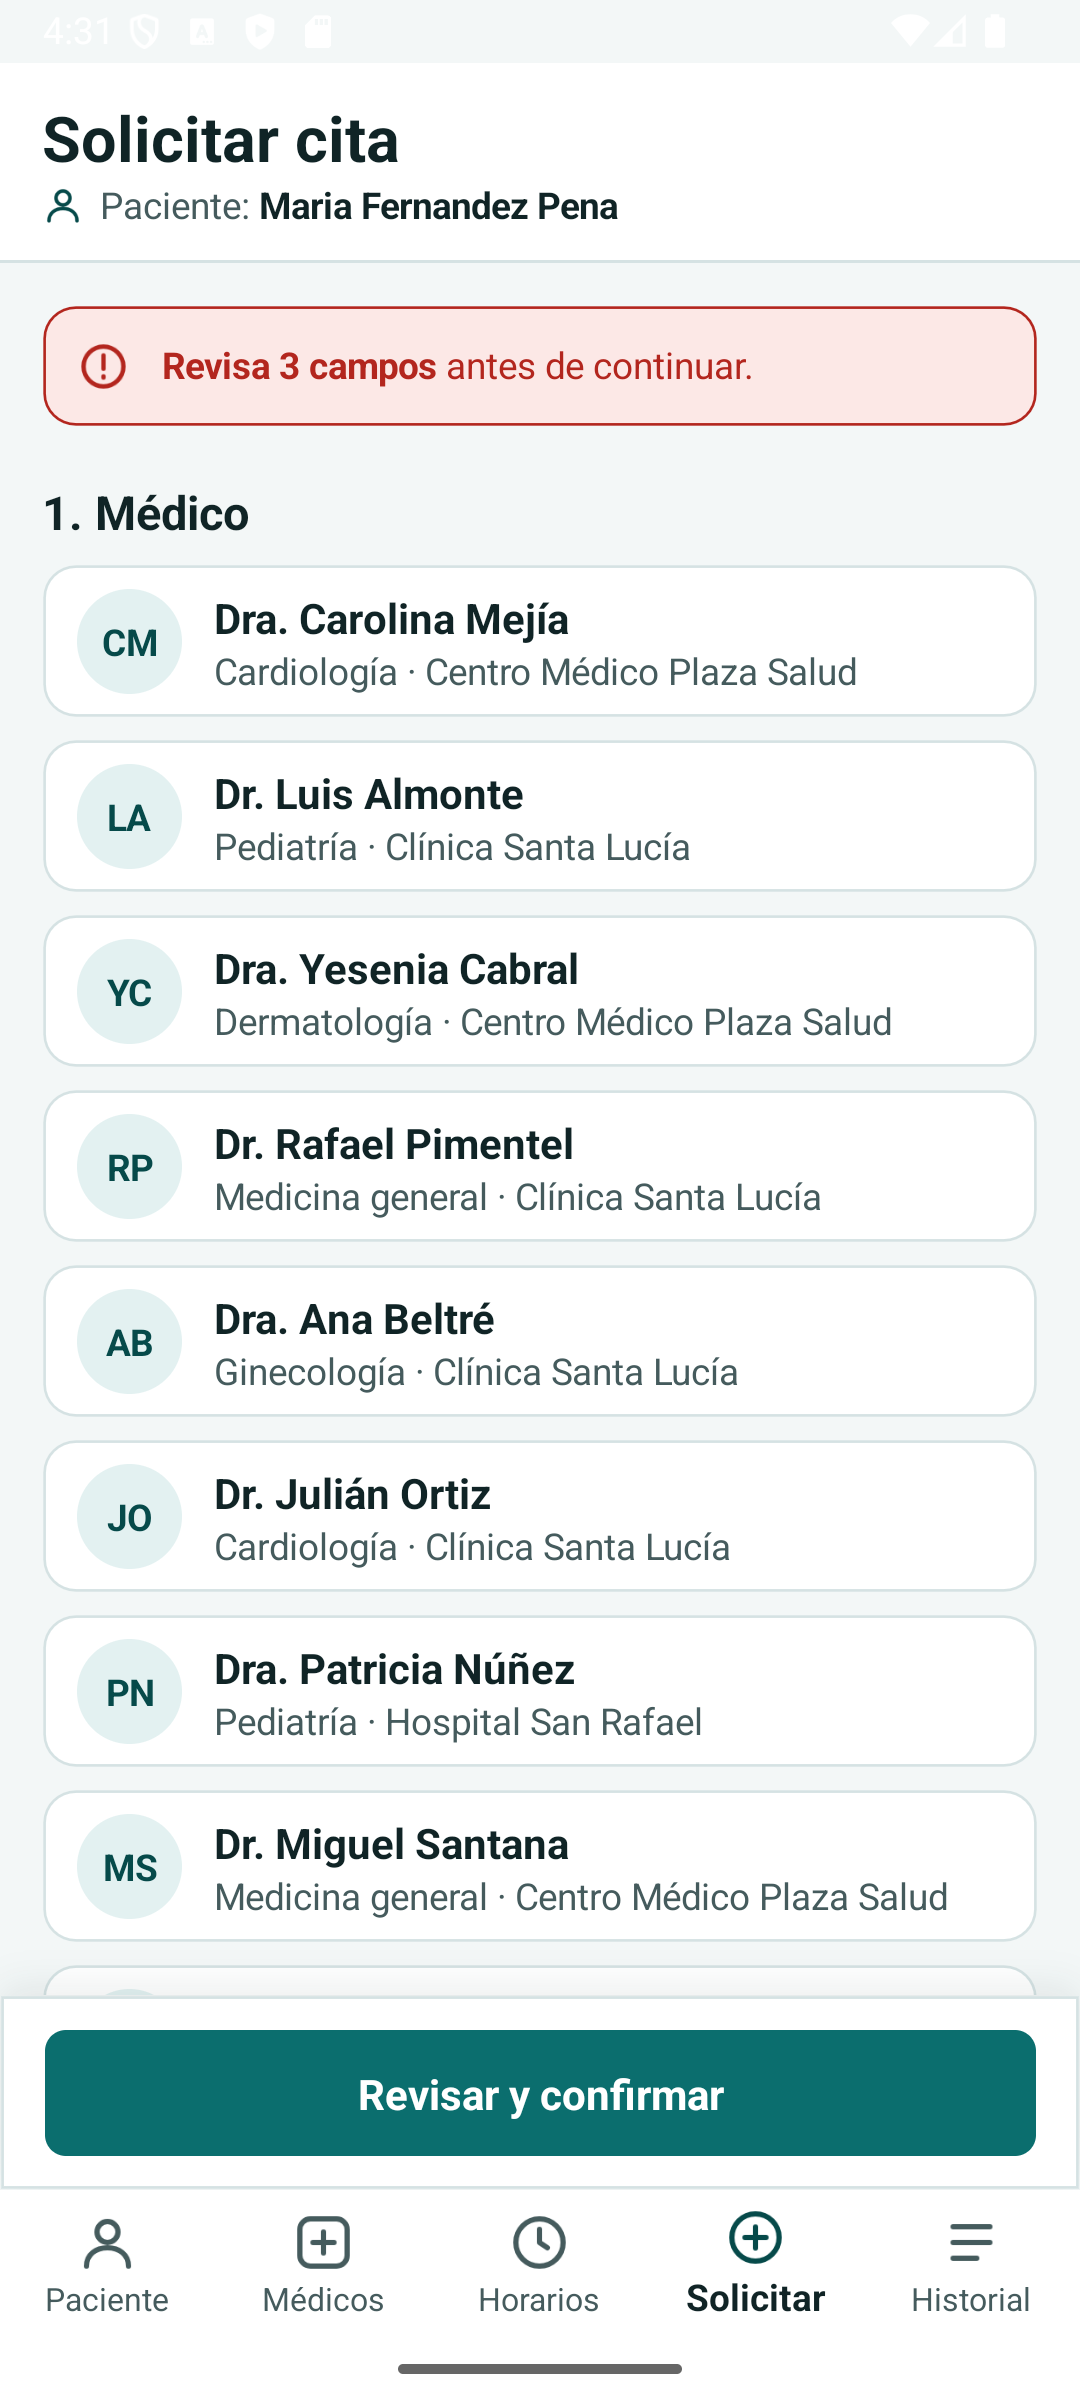 4:31
Solicitar cita
Paciente: Maria Fernandez Pena
Revisa 3 campos antes de continuar.
1. Médico
CM
Dra. Carolina Mejía
Cardiología · Centro Médico Plaza Salud
LA
Dr. Luis Almonte
Pediatría · Clínica Santa Lucía
YC
Dra. Yesenia Cabral
Dermatología · Centro Médico Plaza Salud
RP
Dr. Rafael Pimentel
Medicina general · Clínica Santa Lucía
AB
Dra. Ana Beltré
Ginecología · Clínica Santa Lucía
JO
Dr. Julián Ortiz
Cardiología · Clínica Santa Lucía
PN
Dra. Patricia Núñez
Pediatría · Hospital San Rafael
MS
Dr. Miguel Santana
Medicina general · Centro Médico Plaza Salud
Revisar y confirmar
Paciente
Médicos
Horarios
Solicitar
Historial